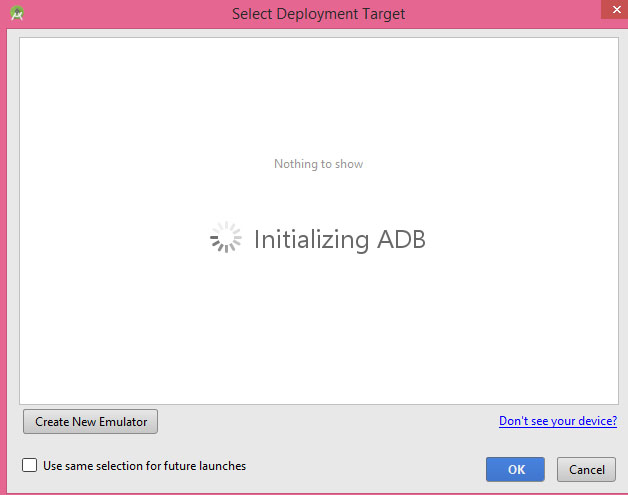 Select Deployment Target
Nothing to show
Initializing ADB
Create New Emulator
Don't see your device?
Use same selection for future launches
OK
Cancel